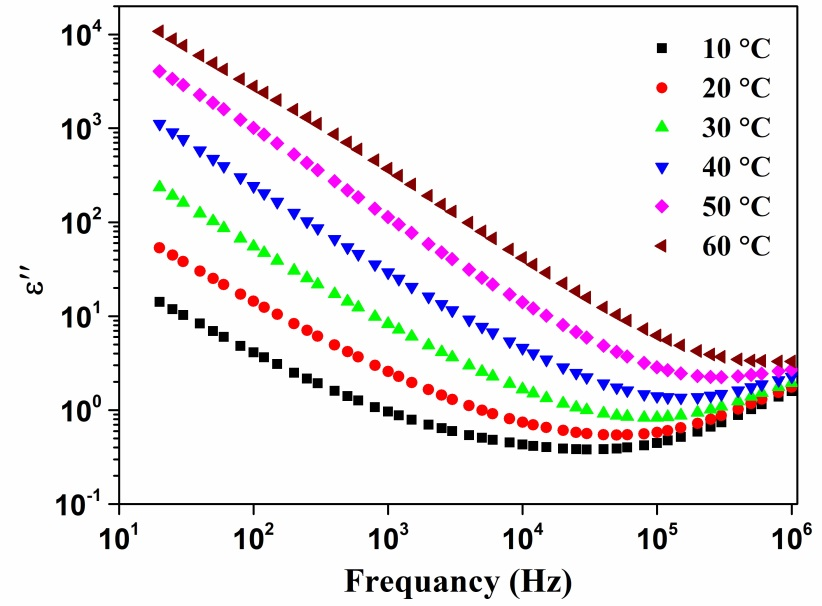 10⁴
10³
10²
10¹
10⁰
10⁻¹
ε″
10 °C
20 °C
30 °C
40 °C
50 °C
60 °C
10¹ 10² 10³ 10⁴ 10⁵ 10⁶
Frequancy (Hz)